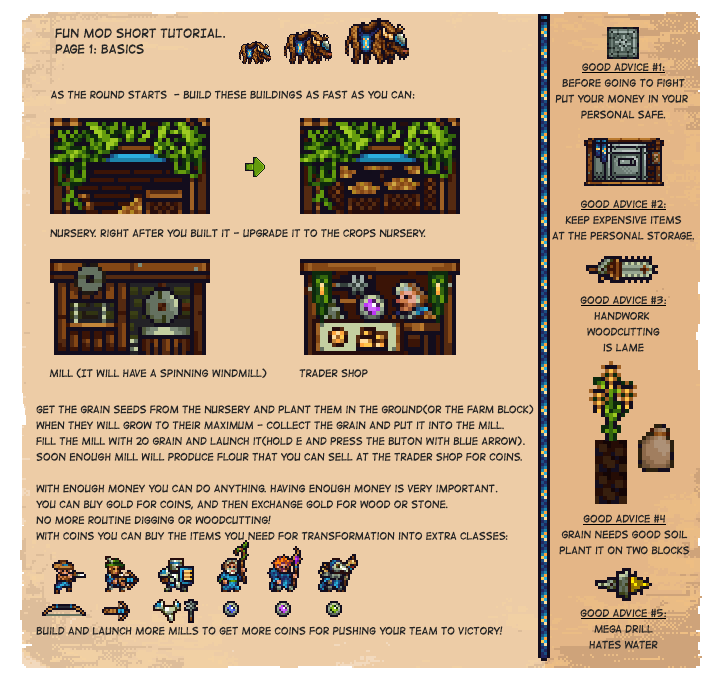 FUN MOD SHORT TUTORIAL.
PAGE 1: BASICS
AS THE ROUND STARTS - BUILD THESE BUILDINGS AS FAST AS YOU CAN:
NURSERY. RIGHT AFTER YOU BUILT IT - UPGRADE IT TO THE CROPS NURSERY.
MILL (IT WILL HAVE A SPINNING WINDMILL)
TRADER SHOP
GET THE GRAIN SEEDS FROM THE NURSERY AND PLANT THEM IN THE GROUND(OR THE FARM BLOCK)
WHEN THEY WILL GROW TO THEIR MAXIMUM - COLLECT THE GRAIN AND PUT IT INTO THE MILL.
FILL THE MILL WITH 20 GRAIN AND LAUNCH IT(HOLD E AND PRESS THE BUTON WITH BLUE ARROW).
SOON ENOUGH MILL WILL PRODUCE FLOUR THAT YOU CAN SELL AT THE TRADER SHOP FOR COINS.
WITH ENOUGH MONEY YOU CAN DO ANYTHING. HAVING ENOUGH MONEY IS VERY IMPORTANT.
YOU CAN BUY GOLD FOR COINS, AND THEN EXCHANGE GOLD FOR WOOD OR STONE.
NO MORE ROUTINE DIGGING OR WOODCUTTING!
WITH COINS YOU CAN BUY THE ITEMS YOU NEED FOR TRANSFORMATION INTO EXTRA CLASSES:
BUILD AND LAUNCH MORE MILLS TO GET MORE COINS FOR PUSHING YOUR TEAM TO VICTORY!
GOOD ADVICE #1:
BEFORE GOING TO FIGHT
PUT YOUR MONEY IN YOUR
PERSONAL SAFE.
GOOD ADVICE #2:
KEEP EXPENSIVE ITEMS
AT THE PERSONAL STORAGE.
GOOD ADVICE #3:
HANDWORK
WOODCUTTING
IS LAME
GOOD ADVICE #4
GRAIN NEEDS GOOD SOIL
PLANT IT ON TWO BLOCKS
GOOD ADVICE #5:
MEGA DRILL
HATES WATER